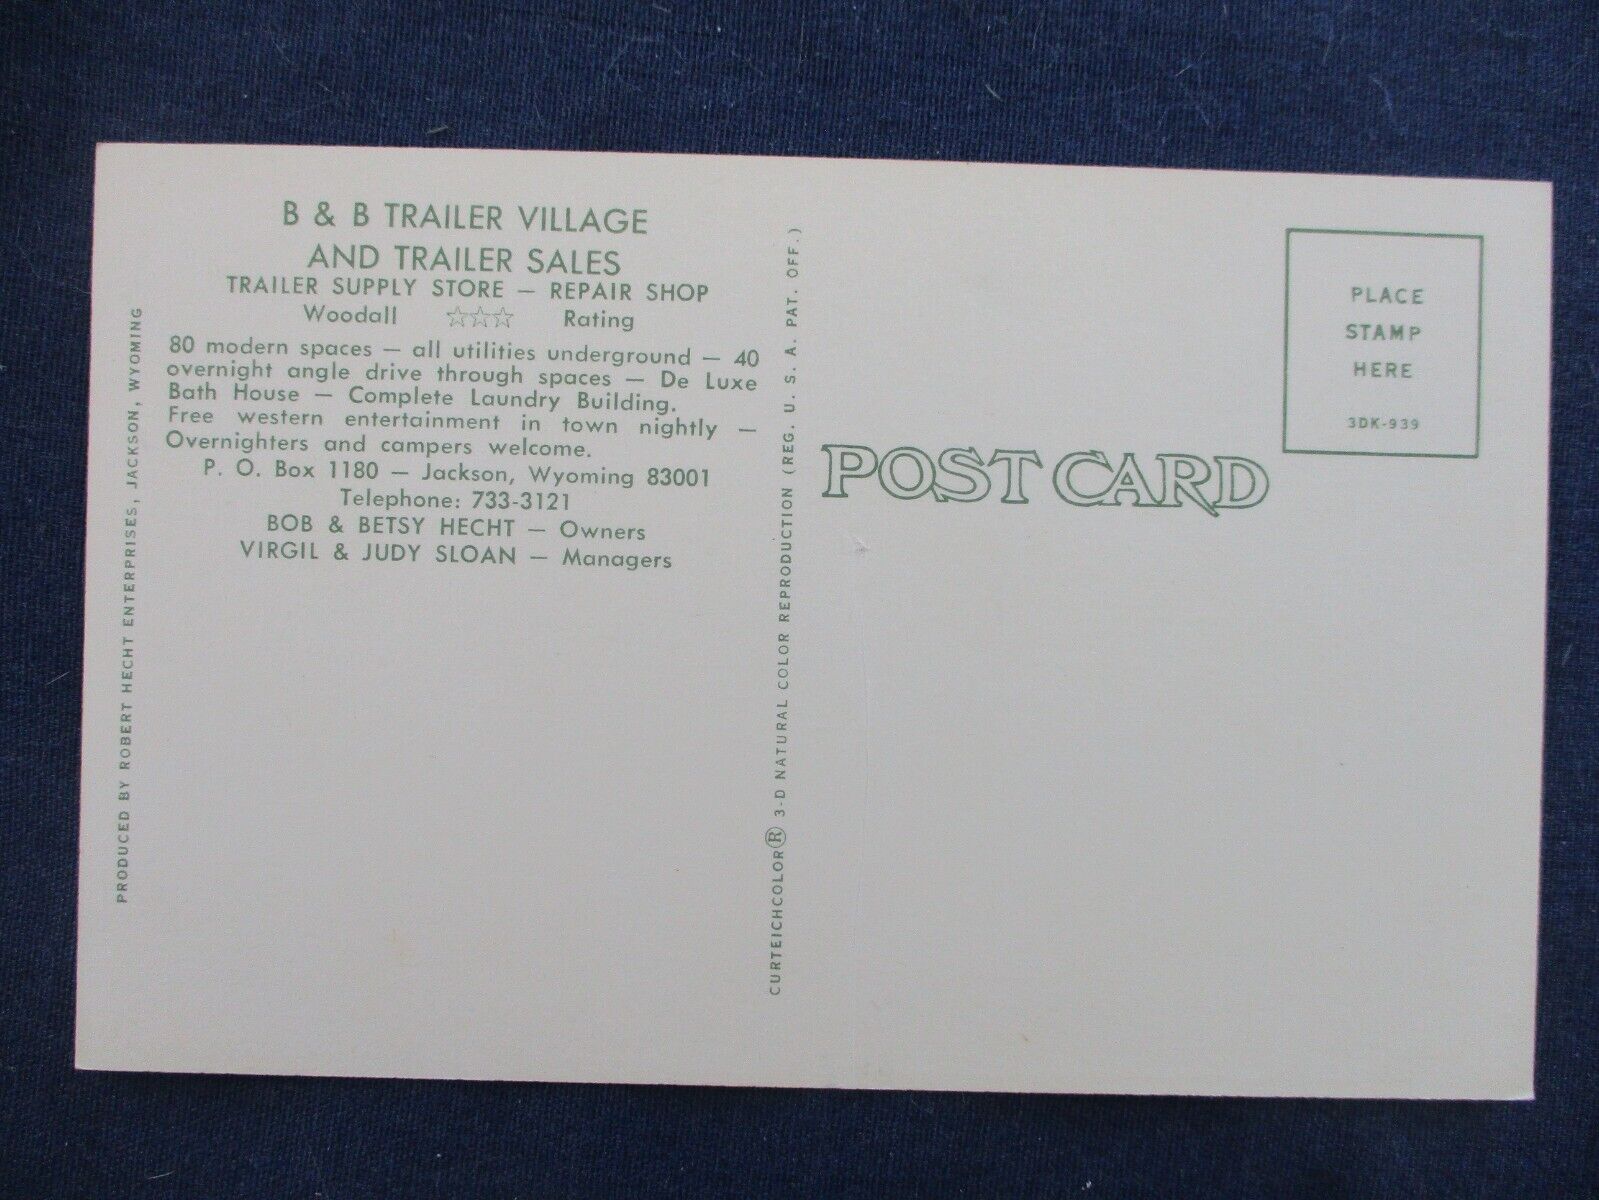 B & B TRAILER VILLAGE
AND TRAILER SALES
TRAILER SUPPLY STORE — REPAIR SHOP
Woodall ☆☆☆ Rating
80 modern spaces — all utilities underground — 40
overnight angle drive through spaces — De Luxe
Bath House — Complete Laundry Building.
Free western entertainment in town nightly —
Overnighters and campers welcome.
P. O. Box 1180 — Jackson, Wyoming 83001
Telephone: 733-3121
BOB & BETSY HECHT — Owners
VIRGIL & JUDY SLOAN — Managers
PRODUCED BY ROBERT HECHT ENTERPRISES, JACKSON, WYOMING
CURTEICHCOLOR® 3-D NATURAL COLOR REPRODUCTION (REG. U. S. A. PAT. OFF.)
POST CARD
PLACE
STAMP
HERE
3DK-939